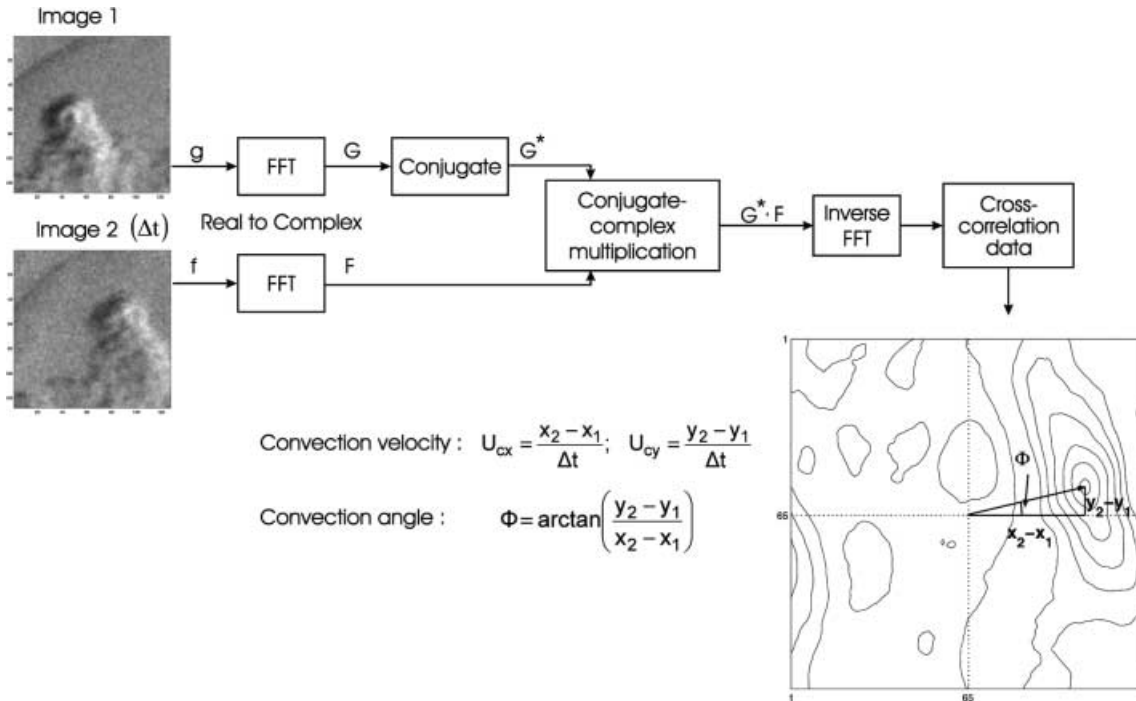 Image 1
g
FFT
G
Conjugate
G*
Image 2 (Δt)
Real to Complex
f
FFT
F
Conjugate-
complex
multiplication
G*·F
Inverse
FFT
Cross-
correlation
data
Convection velocity : U_cx = (x_2 − x_1)/Δt; U_cy = (y_2 − y_1)/Δt
Convection angle : Φ = arctan((y_2 − y_1)/(x_2 − x_1))
1
Φ
y_2−y_1
65
x_2−x_1
1
65